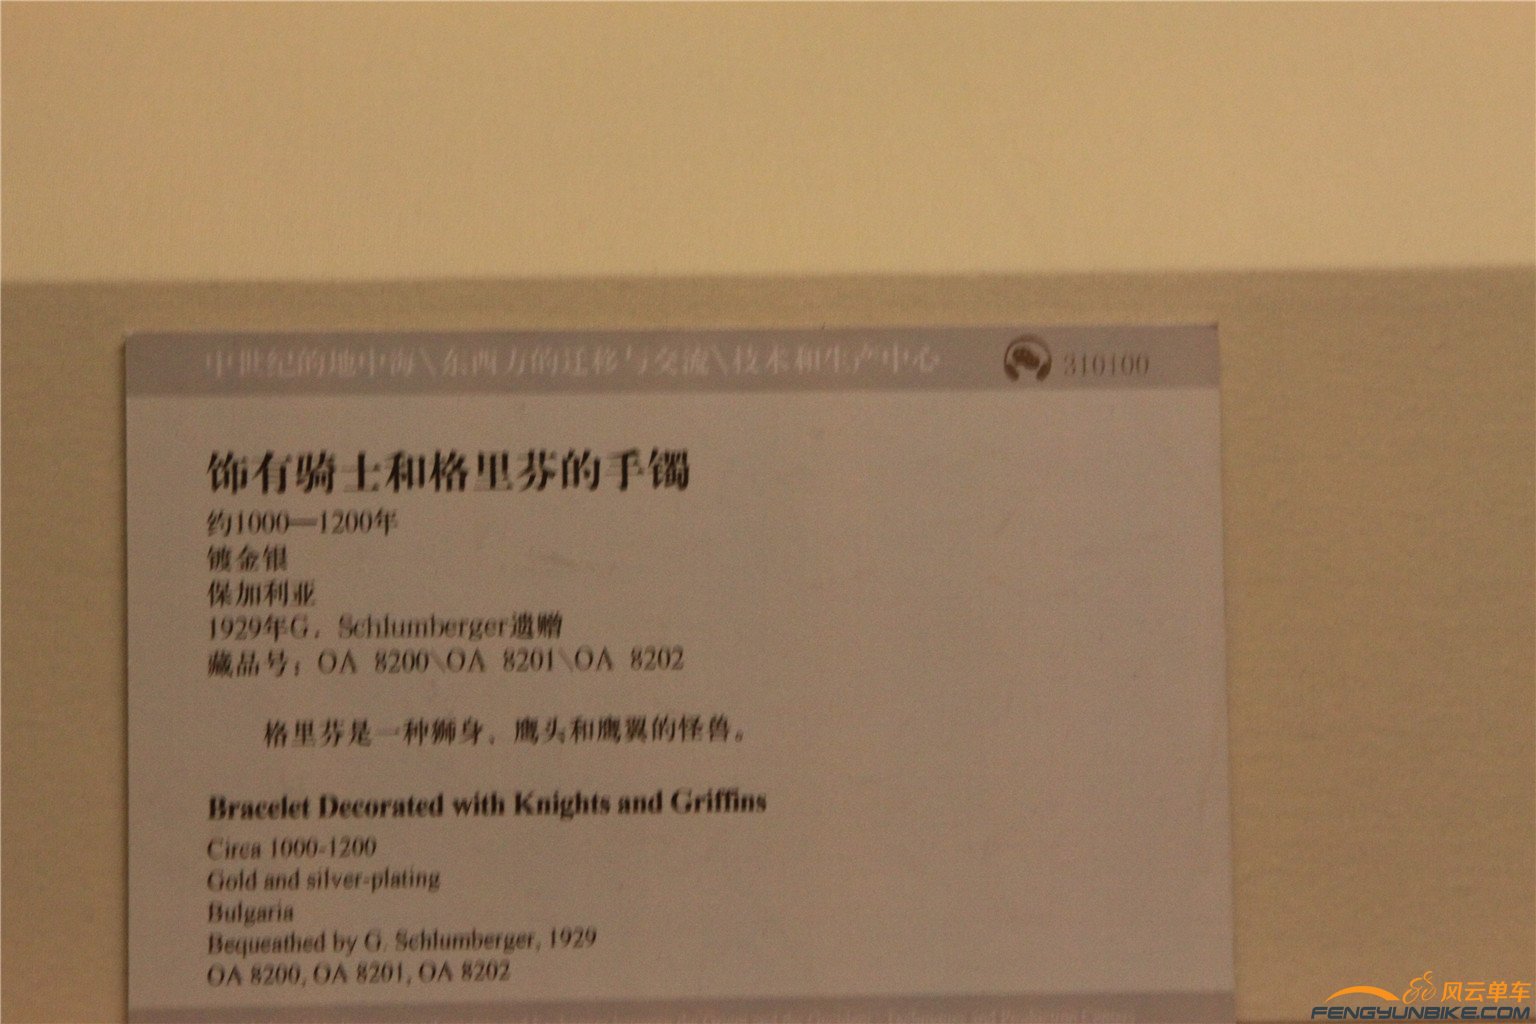 中世纪的地中海\东西方的迁移与交流\技术和生产中心 310100
饰有骑士和格里芬的手镯
约1000—1200年
镀金银
保加利亚
1929年G. Schlumberger遗赠
藏品号：OA 8200\OA 8201\OA 8202
格里芬是一种狮身、鹰头和鹰翼的怪兽。
Bracelet Decorated with Knights and Griffins
Circa 1000-1200
Gold and silver-plating
Bulgaria
Bequeathed by G. Schlumberger, 1929
OA 8200, OA 8201, OA 8202
风云单车
FENGYUNBIKE.COM